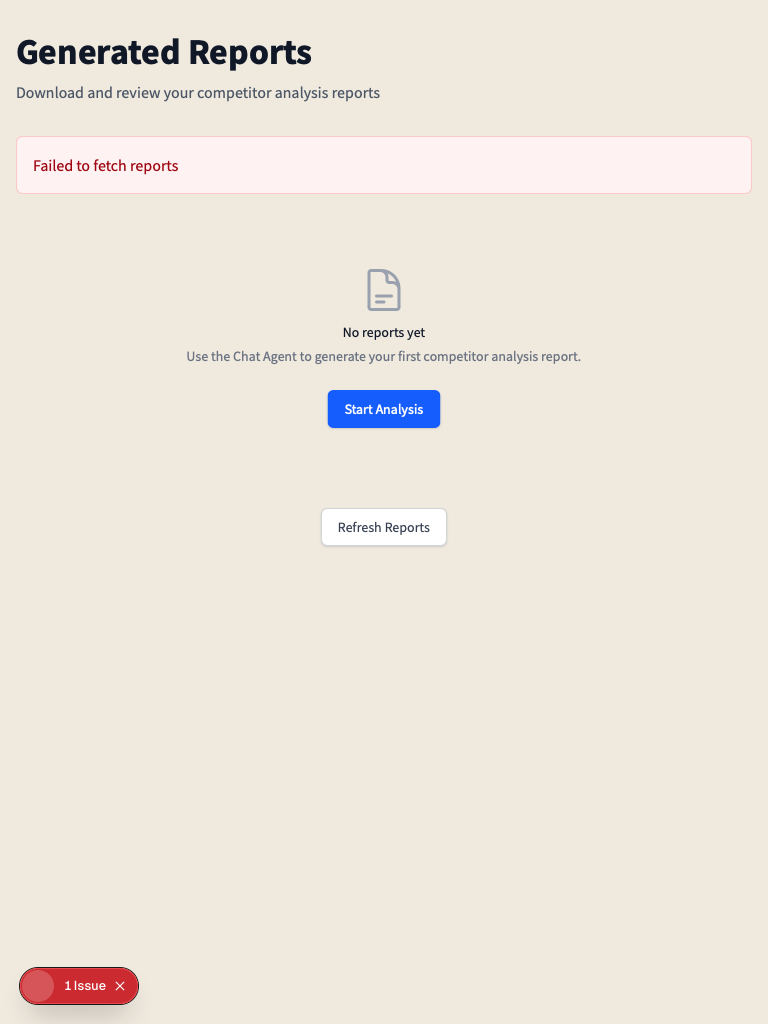 Generated Reports
Download and review your competitor analysis reports
Failed to fetch reports
No reports yet
Use the Chat Agent to generate your first competitor analysis report.
Start Analysis
Refresh Reports
1 Issue